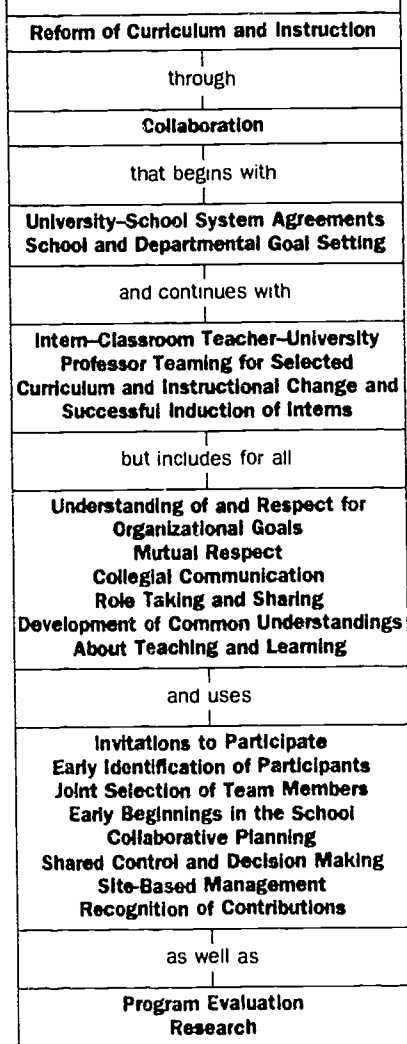 Reform of Curriculum and Instruction
through
Collaboration
that begins with
University–School System Agreements
School and Departmental Goal Setting
and continues with
Intern–Classroom Teacher–University
Professor Teaming for Selected
Curriculum and Instructional Change and
Successful Induction of Interns
but includes for all
Understanding of and Respect for
Organizational Goals
Mutual Respect
Collegial Communication
Role Taking and Sharing
Development of Common Understandings
About Teaching and Learning
and uses
Invitations to Participate
Early Identification of Participants
Joint Selection of Team Members
Early Beginnings in the School
Collaborative Planning
Shared Control and Decision Making
Site-Based Management
Recognition of Contributions
as well as
Program Evaluation
Research